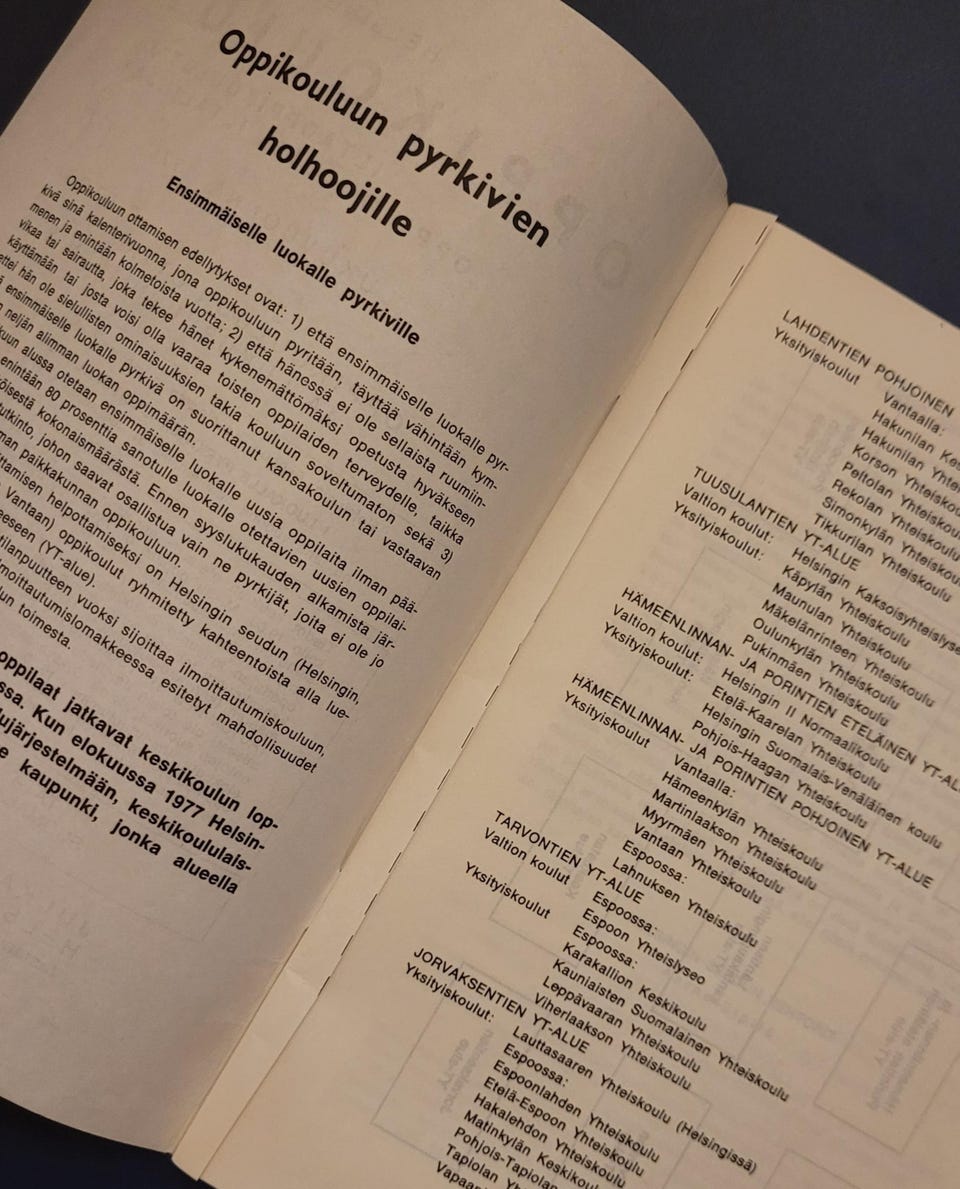 Oppikouluun pyrkivien
holhoojille
Ensimmäiselle luokalle pyrkiville
Oppikouluun ottamisen edellytykset ovat: 1) että ensimmäiselle luokalle pyr-
kivä sinä kalenterivuonna, jona oppikouluun pyritään, täyttää vähintään kym-
menen ja enintään kolmetoista vuotta; 2) että hänessä ei ole sellaista ruumiin-
vikaa tai sairautta, joka tekee hänet kykenemättömäksi opetusta hyväkseen
käyttämään tai josta voisi olla vaaraa toisten oppilaiden terveydelle, taikka
ettei hän ole sielullisten ominaisuuksien takia kouluun soveltumaton sekä 3)
ensimmäiselle luokalle pyrkivä on suorittanut kansakoulun tai vastaavan
neljän alimman luokan oppimäärän.
alussa otetaan ensimmäiselle luokalle uusia oppilaita ilman pää-
enintään 80 prosenttia sanotulle luokalle otettavien uusien oppilai-
kokonaismäärästä. Ennen syyslukukauden alkamista jär-
johon saavat osallistua vain ne pyrkijät, joita ei ole jo
paikkakunnan oppikouluun.
helpottamiseksi on Helsingin seudun (Helsingin,
Vantaan) oppikoulut ryhmitetty kahteentoista alla lue-
(YT-alue).
vuoksi sijoittaa ilmoittautumiskouluun,
esitetyt mahdollisuudet
toimesta.
oppilaat jatkavat keskikoulun lop-
Kun elokuussa 1977 Helsin-
keskikoululais-
kaupunki, jonka alueella
LAHDENTIEN POHJOINEN
Yksityiskoulut
Vantaalla:
Hakunilan
Hakunilan
Korson Yhteiskoulu
Peltolan Yhteiskoulu
Rekolan Yhteiskoulu
Simonkylän Yhteiskoulu
Tikkurilan Yhteiskoulu
TUUSULANTIEN YT-ALUE
Valtion koulut: Helsingin Kaksoisyhteislyseo
Yksityiskoulut: Käpylän Yhteiskoulu
Maunulan Yhteiskoulu
Mäkelänrinteen Yhteiskoulu
Oulunkylän Yhteiskoulu
Pukinmäen Yhteiskoulu
HÄMEENLINNAN- JA PORINTIEN ETELÄINEN
Valtion koulut: Helsingin II Normaalikoulu
Yksityiskoulut: Etelä-Kaarelan Yhteiskoulu
Helsingin Suomalais-Venäläinen koulu
Pohjois-Haagan Yhteiskoulu
HÄMEENLINNAN- JA PORINTIEN POHJOINEN YT-ALUE
Yksityiskoulut Vantaalla:
Hämeenkylän Yhteiskoulu
Martinlaakson Yhteiskoulu
Myyrmäen Yhteiskoulu
Vantaan Yhteiskoulu
Espoossa:
Lahnuksen Yhteiskoulu
TARVONTIEN YT-ALUE
Valtion koulut Espoossa:
Espoon Yhteislyseo
Yksityiskoulut Espoossa:
Karakallion Keskikoulu
Kauniaisten Suomalainen Yhteiskoulu
Leppävaaran Yhteiskoulu
Viherlaakson Yhteiskoulu
JORVAKSENTIEN YT-ALUE
Yksityiskoulut: Lauttasaaren Yhteiskoulu (Helsingissä)
Espoossa:
Espoonlahden Yhteiskoulu
Etelä-Espoon Yhteiskoulu
Hakalehdon Yhteiskoulu
Matinkylän Keskikoulu
Pohjois-Tapiolan
Tapiolan